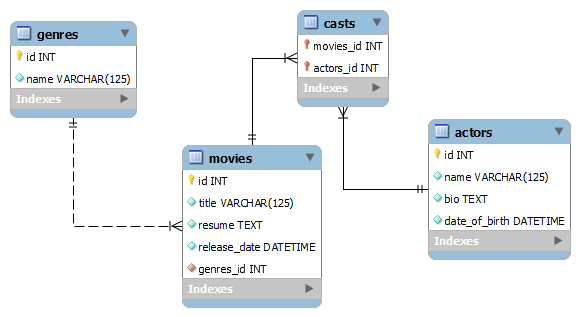 genres
id INT
name VARCHAR(125)
Indexes
casts
movies_id INT
actors_id INT
Indexes
movies
id INT
title VARCHAR(125)
resume TEXT
release_date DATETIME
genres_id INT
Indexes
actors
id INT
name VARCHAR(125)
bio TEXT
date_of_birth DATETIME
Indexes